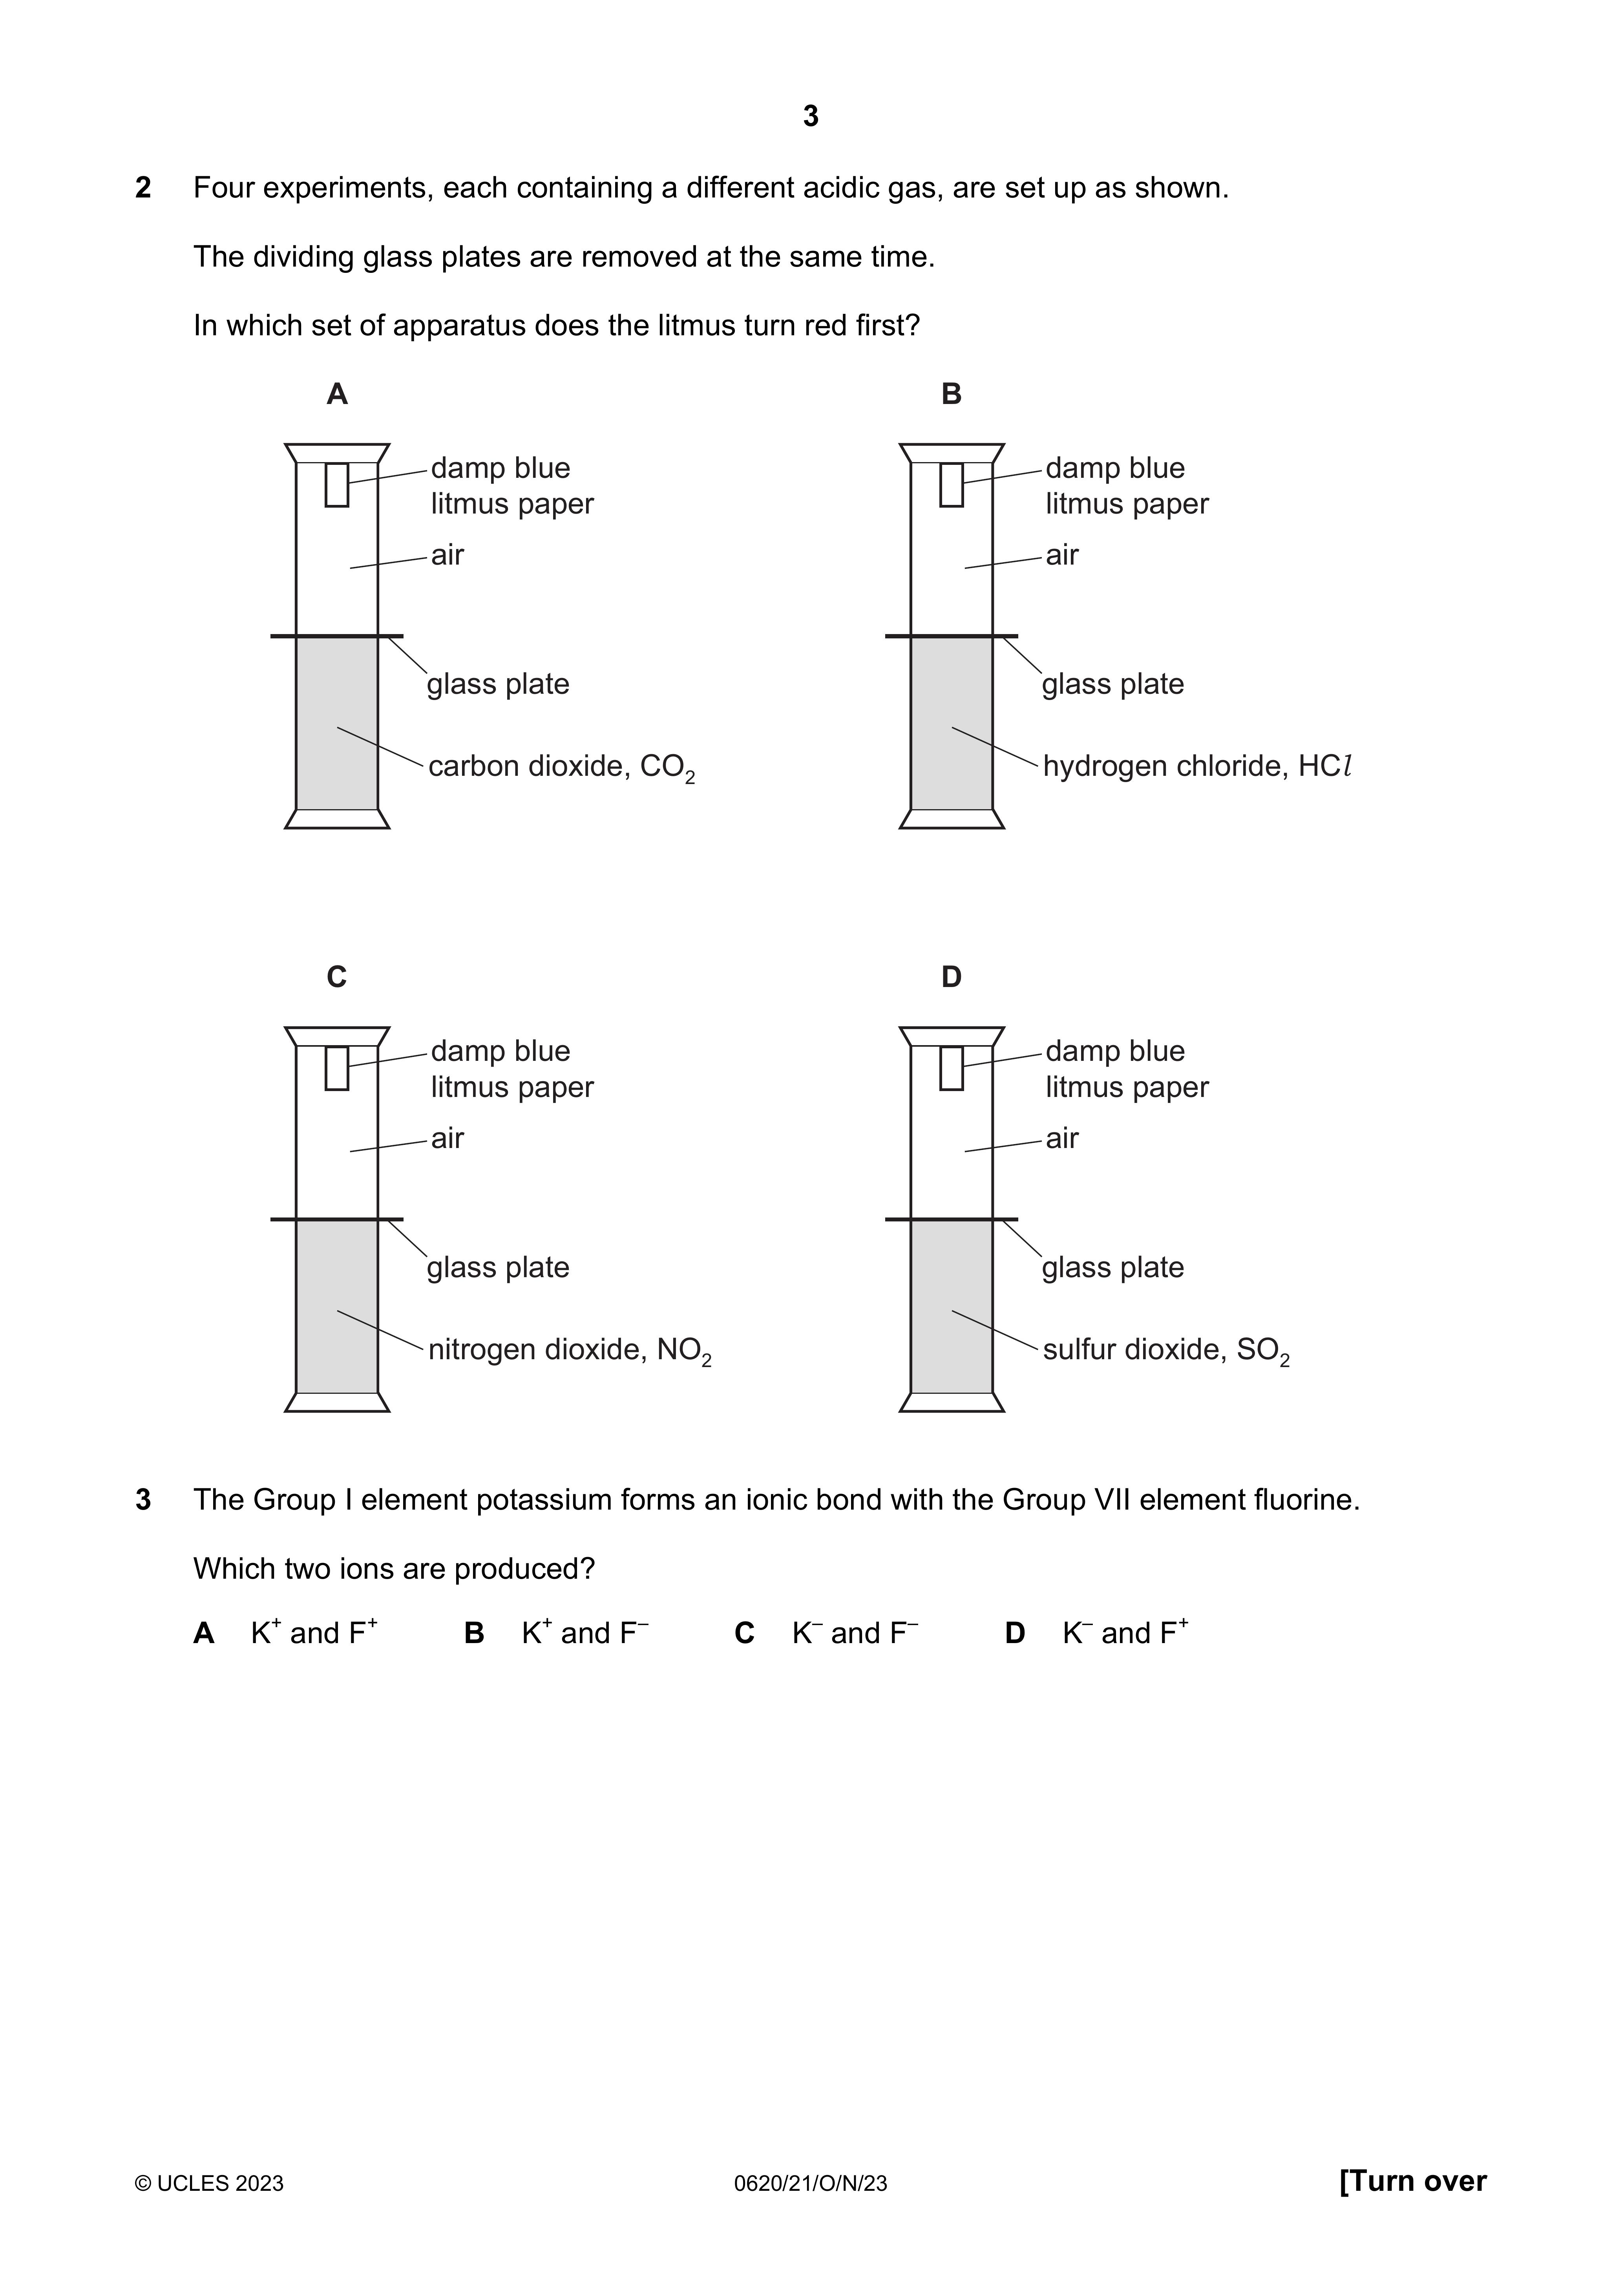 3
2 Four experiments, each containing a different acidic gas, are set up as shown.
The dividing glass plates are removed at the same time.
In which set of apparatus does the litmus turn red first?
A
damp blue
litmus paper
air
glass plate
carbon dioxide, CO₂
B
damp blue
litmus paper
air
glass plate
hydrogen chloride, HCl
C
damp blue
litmus paper
air
glass plate
nitrogen dioxide, NO₂
D
damp blue
litmus paper
air
glass plate
sulfur dioxide, SO₂
3 The Group I element potassium forms an ionic bond with the Group VII element fluorine.
Which two ions are produced?
A K⁺ and F⁺ B K⁺ and F⁻ C K⁻ and F⁻ D K⁻ and F⁺
© UCLES 2023 0620/21/O/N/23 [Turn over